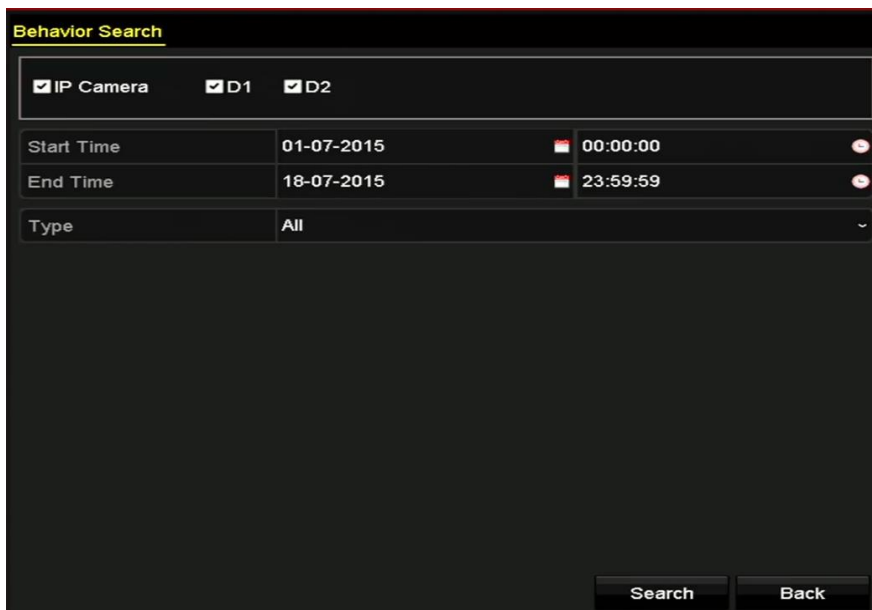 Behavior Search
IP Camera D1 D2
Start Time 01-07-2015 00:00:00
End Time 18-07-2015 23:59:59
Type All
Search Back